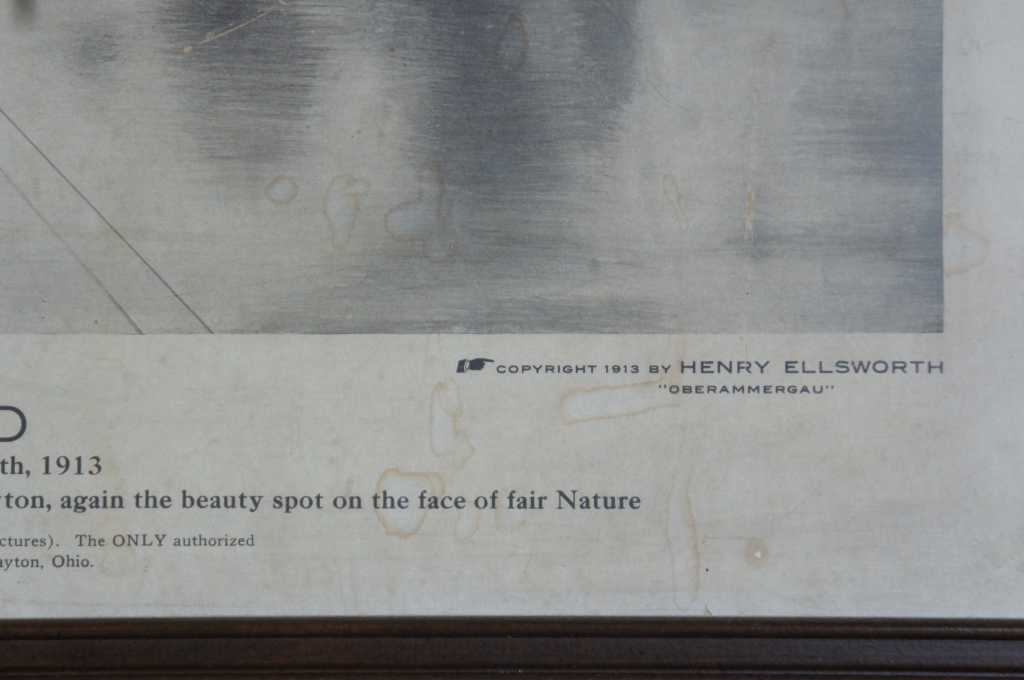 COPYRIGHT 1913 BY HENRY ELLSWORTH
"OBERAMMERGAU"
D
th, 1913
ton, again the beauty spot on the face of fair Nature
ctures). The ONLY authorized
ayton, Ohio.